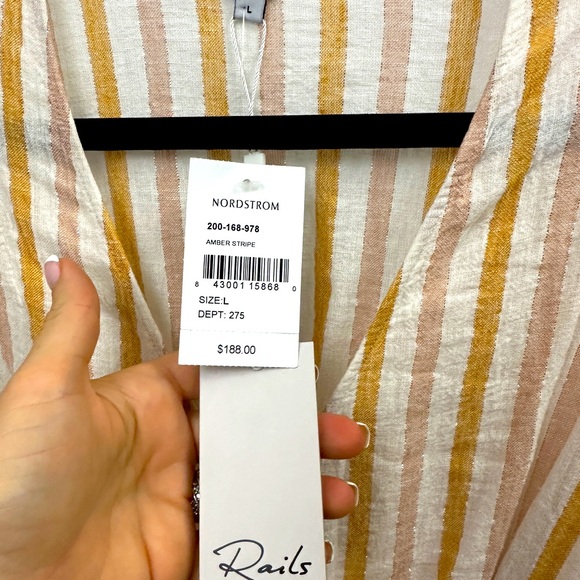 L
NORDSTROM
200-168-978
AMBER STRIPE
8 43001 15868 0
SIZE:L
DEPT: 275
$188.00
Rails